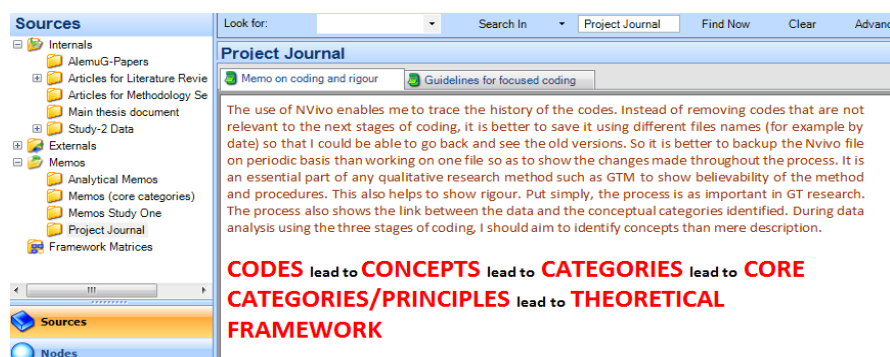 Sources
Look for:
Search In
Project Journal
Find Now
Clear
Internals
AlemuG-Papers
Articles for Literature Revie
Articles for Methodology Se
Main thesis document
Study-2 Data
Externals
Memos
Analytical Memos
Memos (core categories)
Memos Study One
Project Journal
Framework Matrices
Sources
Nodes
Project Journal
Memo on coding and rigour
Guidelines for focused coding
The use of NVivo enables me to trace the history of the codes. Instead of removing codes that are not
relevant to the next stages of coding, it is better to save it using different files names (for example by
date) so that I could be able to go back and see the old versions. So it is better to backup the Nvivo file
on periodic basis than working on one file so as to show the changes made throughout the process. It is
an essential part of any qualitative research method such as GTM to show believability of the method
and procedures. This also helps to show rigour. Put simply, the process is as important in GT research.
The process also shows the link between the data and the conceptual categories identified. During data
analysis using the three stages of coding, I should aim to identify concepts than mere description.
CODES lead to CONCEPTS lead to CATEGORIES lead to CORE
CATEGORIES/PRINCIPLES lead to THEORETICAL
FRAMEWORK